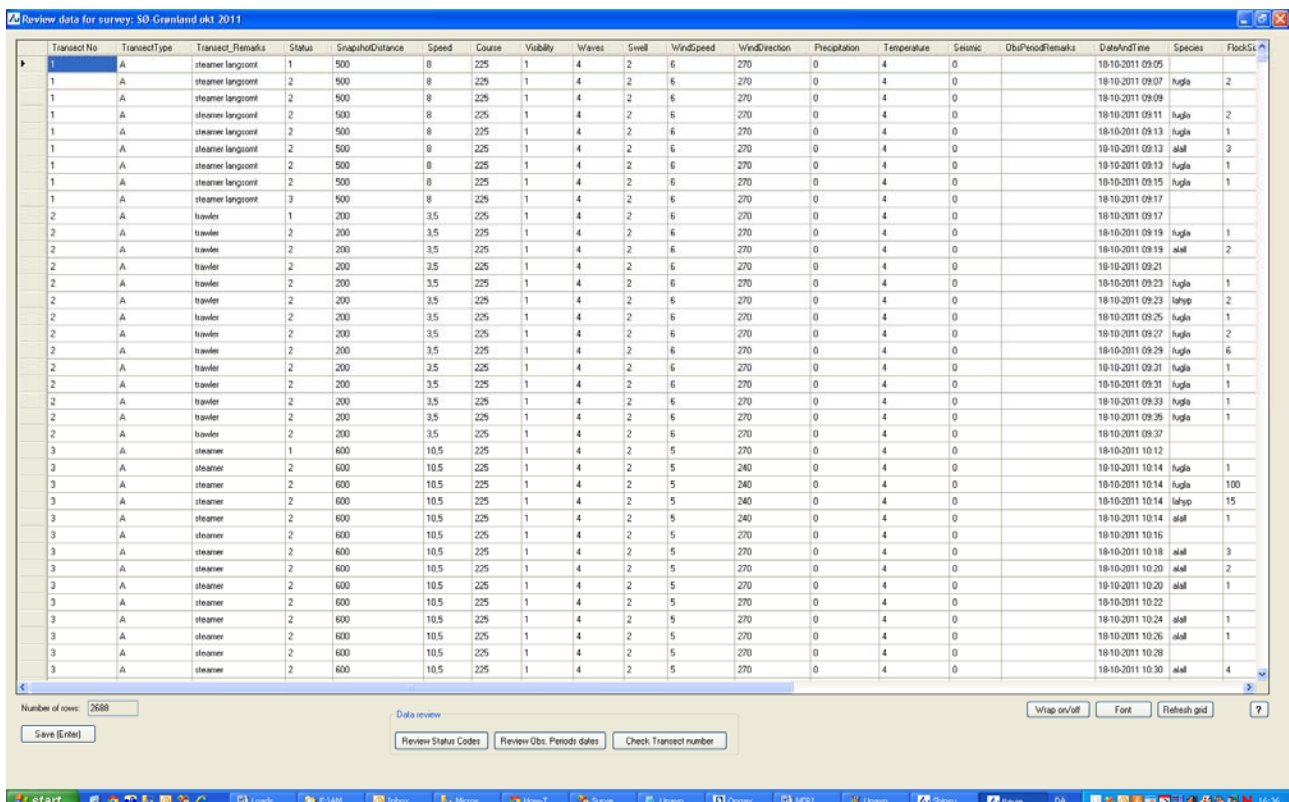 Review data for survey: SØ-Grønland okt 2011
Transect No TransectType Transect_Remarks Status SnapshotDistance Speed Course Visibility Waves Swell WindSpeed WindDirection Precipitation Temperature Seismic ObsPeriodRemarks DateAndTime Species FlockSiz
1 A steamer langsomt 1 500 8 225 1 4 2 6 270 0 4 0 18-10-2011 09:05
1 A steamer langsomt 2 500 8 225 1 4 2 6 270 0 4 0 18-10-2011 09:07 fugla 2
1 A steamer langsomt 2 500 8 225 1 4 2 6 270 0 4 0 18-10-2011 09:09
1 A steamer langsomt 2 500 8 225 1 4 2 6 270 0 4 0 18-10-2011 09:11 fugla 2
1 A steamer langsomt 2 500 8 225 1 4 2 6 270 0 4 0 18-10-2011 09:13 fugla 1
1 A steamer langsomt 2 500 8 225 1 4 2 6 270 0 4 0 18-10-2011 09:13 alall 3
1 A steamer langsomt 2 500 8 225 1 4 2 6 270 0 4 0 18-10-2011 09:13 fugla 1
1 A steamer langsomt 2 500 8 225 1 4 2 6 270 0 4 0 18-10-2011 09:15 fugla 1
1 A steamer langsomt 3 500 8 225 1 4 2 6 270 0 4 0 18-10-2011 09:17
2 A trawler 1 200 3,5 225 1 4 2 6 270 0 4 0 18-10-2011 09:17
2 A trawler 2 200 3,5 225 1 4 2 6 270 0 4 0 18-10-2011 09:19 fugla 1
2 A trawler 2 200 3,5 225 1 4 2 6 270 0 4 0 18-10-2011 09:19 alall 2
2 A trawler 2 200 3,5 225 1 4 2 6 270 0 4 0 18-10-2011 09:21
2 A trawler 2 200 3,5 225 1 4 2 6 270 0 4 0 18-10-2011 09:23 fugla 1
2 A trawler 2 200 3,5 225 1 4 2 6 270 0 4 0 18-10-2011 09:23 lahyp 2
2 A trawler 2 200 3,5 225 1 4 2 6 270 0 4 0 18-10-2011 09:25 fugla 1
2 A trawler 2 200 3,5 225 1 4 2 6 270 0 4 0 18-10-2011 09:27 fugla 2
2 A trawler 2 200 3,5 225 1 4 2 6 270 0 4 0 18-10-2011 09:29 fugla 6
2 A trawler 2 200 3,5 225 1 4 2 6 270 0 4 0 18-10-2011 09:31 fugla 1
2 A trawler 2 200 3,5 225 1 4 2 6 270 0 4 0 18-10-2011 09:31 fugla 1
2 A trawler 2 200 3,5 225 1 4 2 6 270 0 4 0 18-10-2011 09:33 fugla 1
2 A trawler 2 200 3,5 225 1 4 2 6 270 0 4 0 18-10-2011 09:35 fugla 1
2 A trawler 2 200 3,5 225 1 4 2 6 270 0 4 0 18-10-2011 09:37
3 A steamer 1 600 10,5 225 1 4 2 5 270 0 4 0 18-10-2011 10:12
3 A steamer 2 600 10,5 225 1 4 2 5 240 0 4 0 18-10-2011 10:14 fugla 1
3 A steamer 2 600 10,5 225 1 4 2 5 240 0 4 0 18-10-2011 10:14 fugla 100
3 A steamer 2 600 10,5 225 1 4 2 5 240 0 4 0 18-10-2011 10:14 lahyp 15
3 A steamer 2 600 10,5 225 1 4 2 5 240 0 4 0 18-10-2011 10:14 alall 1
3 A steamer 2 600 10,5 225 1 4 2 5 270 0 4 0 18-10-2011 10:16
3 A steamer 2 600 10,5 225 1 4 2 5 270 0 4 0 18-10-2011 10:18 alall 3
3 A steamer 2 600 10,5 225 1 4 2 5 270 0 4 0 18-10-2011 10:20 alall 2
3 A steamer 2 600 10,5 225 1 4 2 5 270 0 4 0 18-10-2011 10:20 alall 1
3 A steamer 2 600 10,5 225 1 4 2 5 270 0 4 0 18-10-2011 10:22
3 A steamer 2 600 10,5 225 1 4 2 5 270 0 4 0 18-10-2011 10:24 alall 1
3 A steamer 2 600 10,5 225 1 4 2 5 270 0 4 0 18-10-2011 10:26 alall 1
3 A steamer 2 600 10,5 225 1 4 2 5 270 0 4 0 18-10-2011 10:28
3 A steamer 2 600 10,5 225 1 4 2 5 270 0 4 0 18-10-2011 10:30 alall 4
Number of rows: 2688
Wrap on/off Font Refresh grid ?
Save (Enter)
Data review
Review Status Codes Review Obs. Periods dates Check Transect number
start Inbox DA 16:26